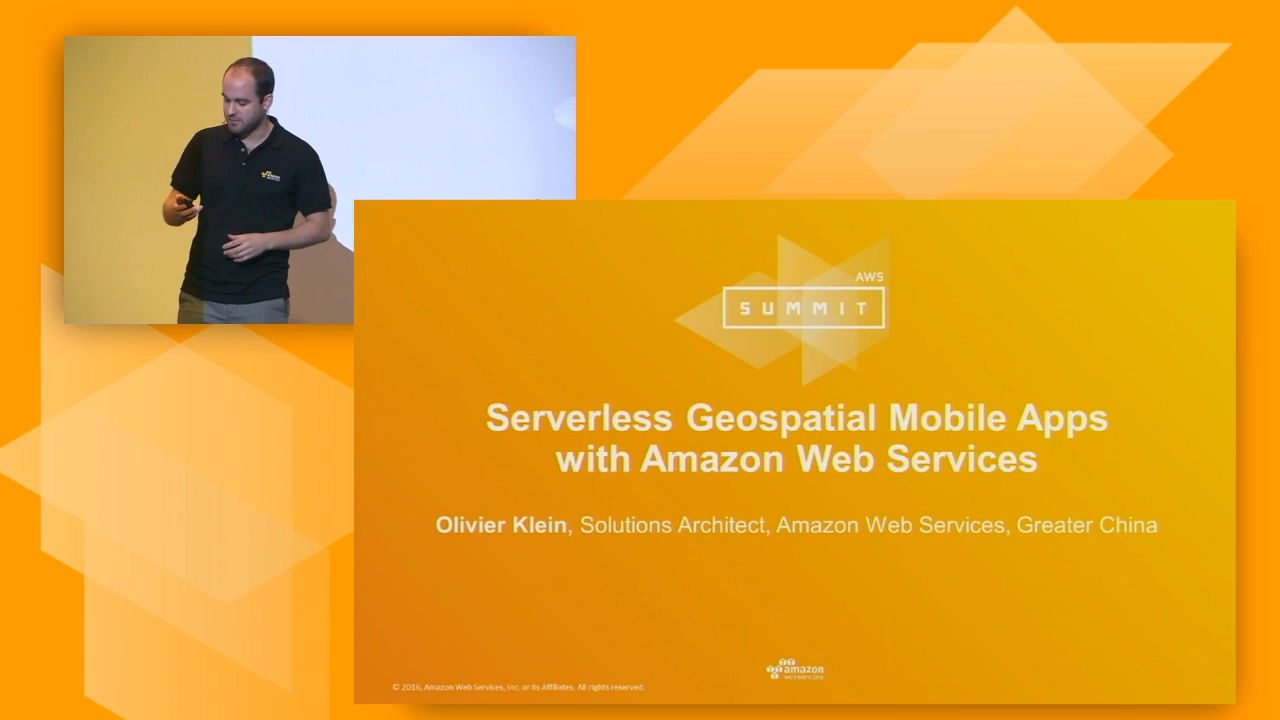 AWS
SUMMIT
Serverless Geospatial Mobile Apps
with Amazon Web Services
Olivier Klein, Solutions Architect, Amazon Web Services, Greater China
amazon
webservices
© 2016, Amazon Web Services, Inc. or its Affiliates. All rights reserved.